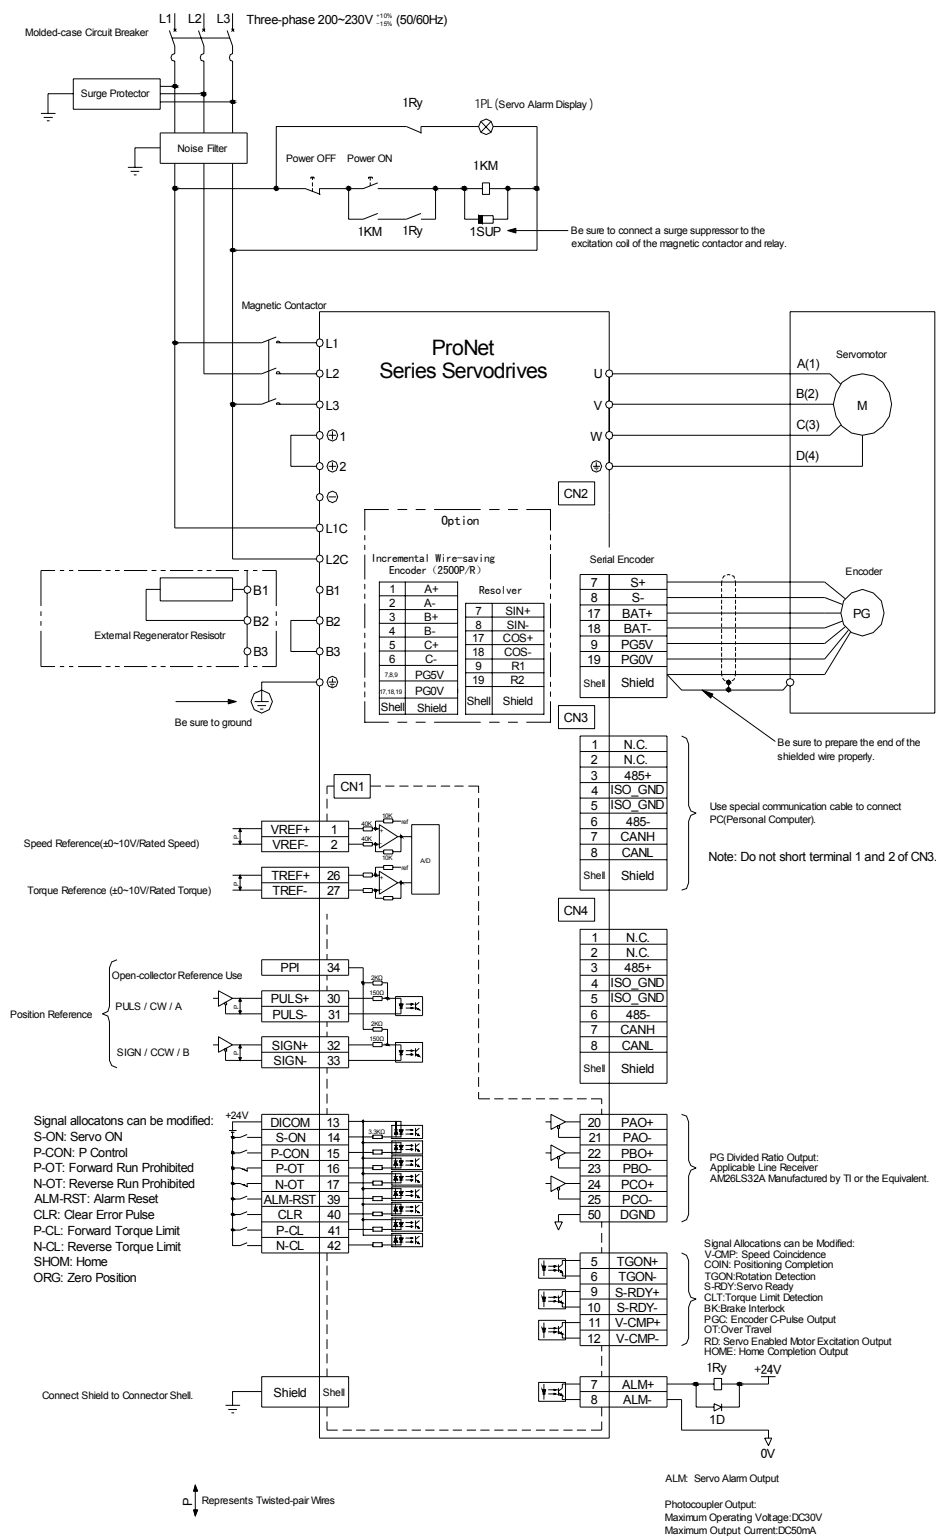 L1 L2 L3 Three-phase 200~230V +10% -15% (50/60Hz)
Molded-case Circuit Breaker
Surge Protector
Noise Filter
1Ry
1PL (Servo Alarm Display )
Power OFF
Power ON
1KM
1KM
1Ry
1SUP
Be sure to connect a surge suppressor to the
excitation coil of the magnetic contactor and relay.
Magnetic Contactor
ProNet
Series Servodrives
L1
L2
L3
⊕ 1
⊕ 2
⊖
L1C
L2C
B1
B2
B3
U
V
W
A(1)
B(2)
C(3)
D(4)
Servomotor
M
External Regenerator Resisotr
B1
B2
B3
Be sure to ground
Option
Incremental Wire-saving
Encoder (2500P/R)
1 A+
2 A-
3 B+
4 B-
5 C+
6 C-
7,8,9 PG5V
17,18,19 PG0V
Shell Shield
Resolver
7 SIN+
8 SIN-
17 COS+
18 COS-
9 R1
19 R2
Shell Shield
CN2
Serial Encoder
7 S+
8 S-
17 BAT+
18 BAT-
9 PG5V
19 PG0V
Shell Shield
Encoder
PG
Be sure to prepare the end of the
shielded wire properly.
CN3
1 N.C.
2 N.C.
3 485+
4 ISO_GND
5 ISO_GND
6 485-
7 CANH
8 CANL
Shell Shield
Use special communication cable to connect
PC(Personal Computer).
Note: Do not short terminal 1 and 2 of CN3.
CN4
1 N.C.
2 N.C.
3 485+
4 ISO_GND
5 ISO_GND
6 485-
7 CANH
8 CANL
Shell Shield
CN1
Speed Reference(±0~10V/Rated Speed)
P
VREF+ 1
VREF- 2
40K
40K
10K
10K
ref
A/D
Torque Reference (±0~10V/Rated Torque)
P
TREF+ 26
TREF- 27
ref
Position Reference
Open-collector Reference Use
PULS / CW / A
SIGN / CCW / B
PPI 34
P
PULS+ 30
PULS- 31
2KΩ
150Ω
P
SIGN+ 32
SIGN- 33
2KΩ
150Ω
Signal allocatons can be modified:
S-ON: Servo ON
P-CON: P Control
P-OT: Forward Run Prohibited
N-OT: Reverse Run Prohibited
ALM-RST: Alarm Reset
CLR: Clear Error Pulse
P-CL: Forward Torque Limit
N-CL: Reverse Torque Limit
SHOM: Home
ORG: Zero Position
+24V
DICOM 13
S-ON 14
P-CON 15
P-OT 16
N-OT 17
ALM-RST 39
CLR 40
P-CL 41
N-CL 42
3.3KΩ
20 PAO+
21 PAO-
22 PBO+
23 PBO-
24 PCO+
25 PCO-
50 DGND
PG Divided Ratio Output:
Applicable Line Receiver
AM26LS32A Manufactured by TI or the Equivalent.
5 TGON+
6 TGON-
9 S-RDY+
10 S-RDY-
11 V-CMP+
12 V-CMP-
Signal Allocations can be Modified:
V-CMP: Speed Coincidence
COIN: Positioning Completion
TGON:Rotation Detection
S-RDY:Servo Ready
CLT:Torque Limit Detection
BK:Brake Interlock
PGC: Encoder C-Pulse Output
OT:Over Travel
RD: Servo Enabled Motor Excitation Output
HOME: Home Completion Output
Connect Shield to Connector Shell.
Shield Shell
7 ALM+
8 ALM-
1Ry
+24V
1D
0V
ALM: Servo Alarm Output
P Represents Twisted-pair Wires
Photocoupler Output:
Maximum Operating Voltage:DC30V
Maximum Output Current:DC50mA